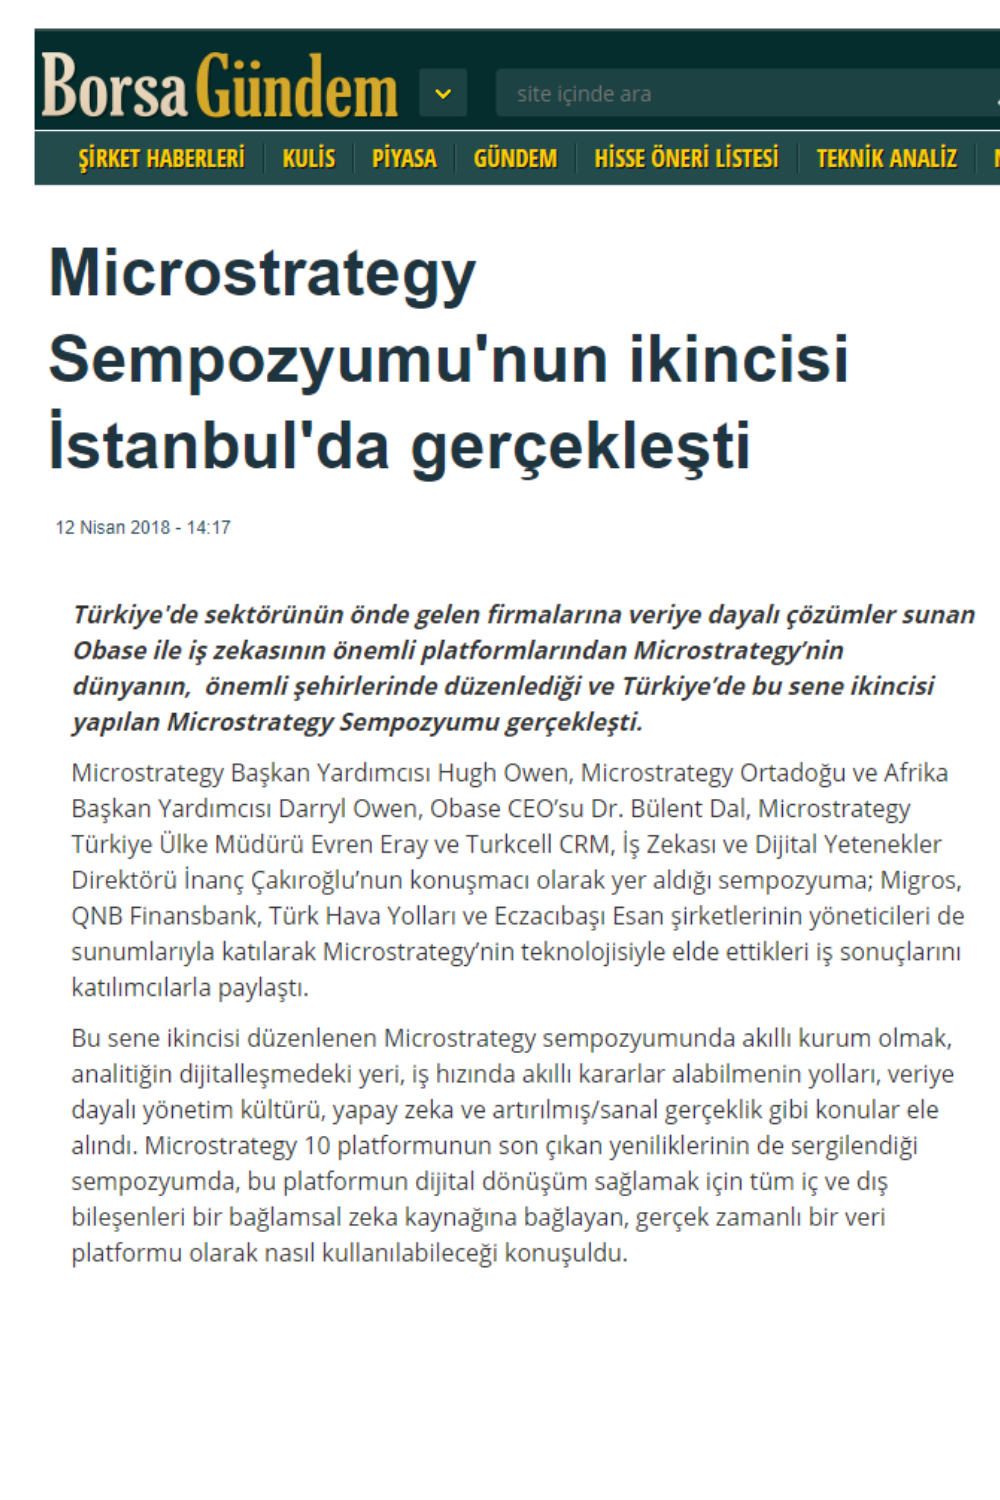 Borsa Gündem
site içinde ara
ŞİRKET HABERLERİ KULİS PİYASA GÜNDEM HİSSE ÖNERİ LİSTESİ TEKNİK ANALİZ
Microstrategy
Sempozyumu'nun ikincisi
İstanbul'da gerçekleşti
12 Nisan 2018 - 14:17
Türkiye'de sektörünün önde gelen firmalarına veriye dayalı çözümler sunan
Obase ile iş zekasının önemli platformlarından Microstrategy’nin
dünyanın,  önemli şehirlerinde düzenlediği ve Türkiye’de bu sene ikincisi
yapılan Microstrategy Sempozyumu gerçekleşti.
Microstrategy Başkan Yardımcısı Hugh Owen, Microstrategy Ortadoğu ve Afrika
Başkan Yardımcısı Darryl Owen, Obase CEO’su Dr. Bülent Dal, Microstrategy
Türkiye Ülke Müdürü Evren Eray ve Turkcell CRM, İş Zekası ve Dijital Yetenekler
Direktörü İnanç Çakıroğlu’nun konuşmacı olarak yer aldığı sempozyuma; Migros,
QNB Finansbank, Türk Hava Yolları ve Eczacıbaşı Esan şirketlerinin yöneticileri de
sunumlarıyla katılarak Microstrategy’nin teknolojisiyle elde ettikleri iş sonuçlarını
katılımcılarla paylaştı.
Bu sene ikincisi düzenlenen Microstrategy sempozyumunda akıllı kurum olmak,
analitiğin dijitalleşmedeki yeri, iş hızında akıllı kararlar alabilmenin yolları, veriye
dayalı yönetim kültürü, yapay zeka ve artırılmış/sanal gerçeklik gibi konular ele
alındı. Microstrategy 10 platformunun son çıkan yeniliklerinin de sergilendiği
sempozyumda, bu platformun dijital dönüşüm sağlamak için tüm iç ve dış
bileşenleri bir bağlamsal zeka kaynağına bağlayan, gerçek zamanlı bir veri
platformu olarak nasıl kullanılabileceği konuşuldu.